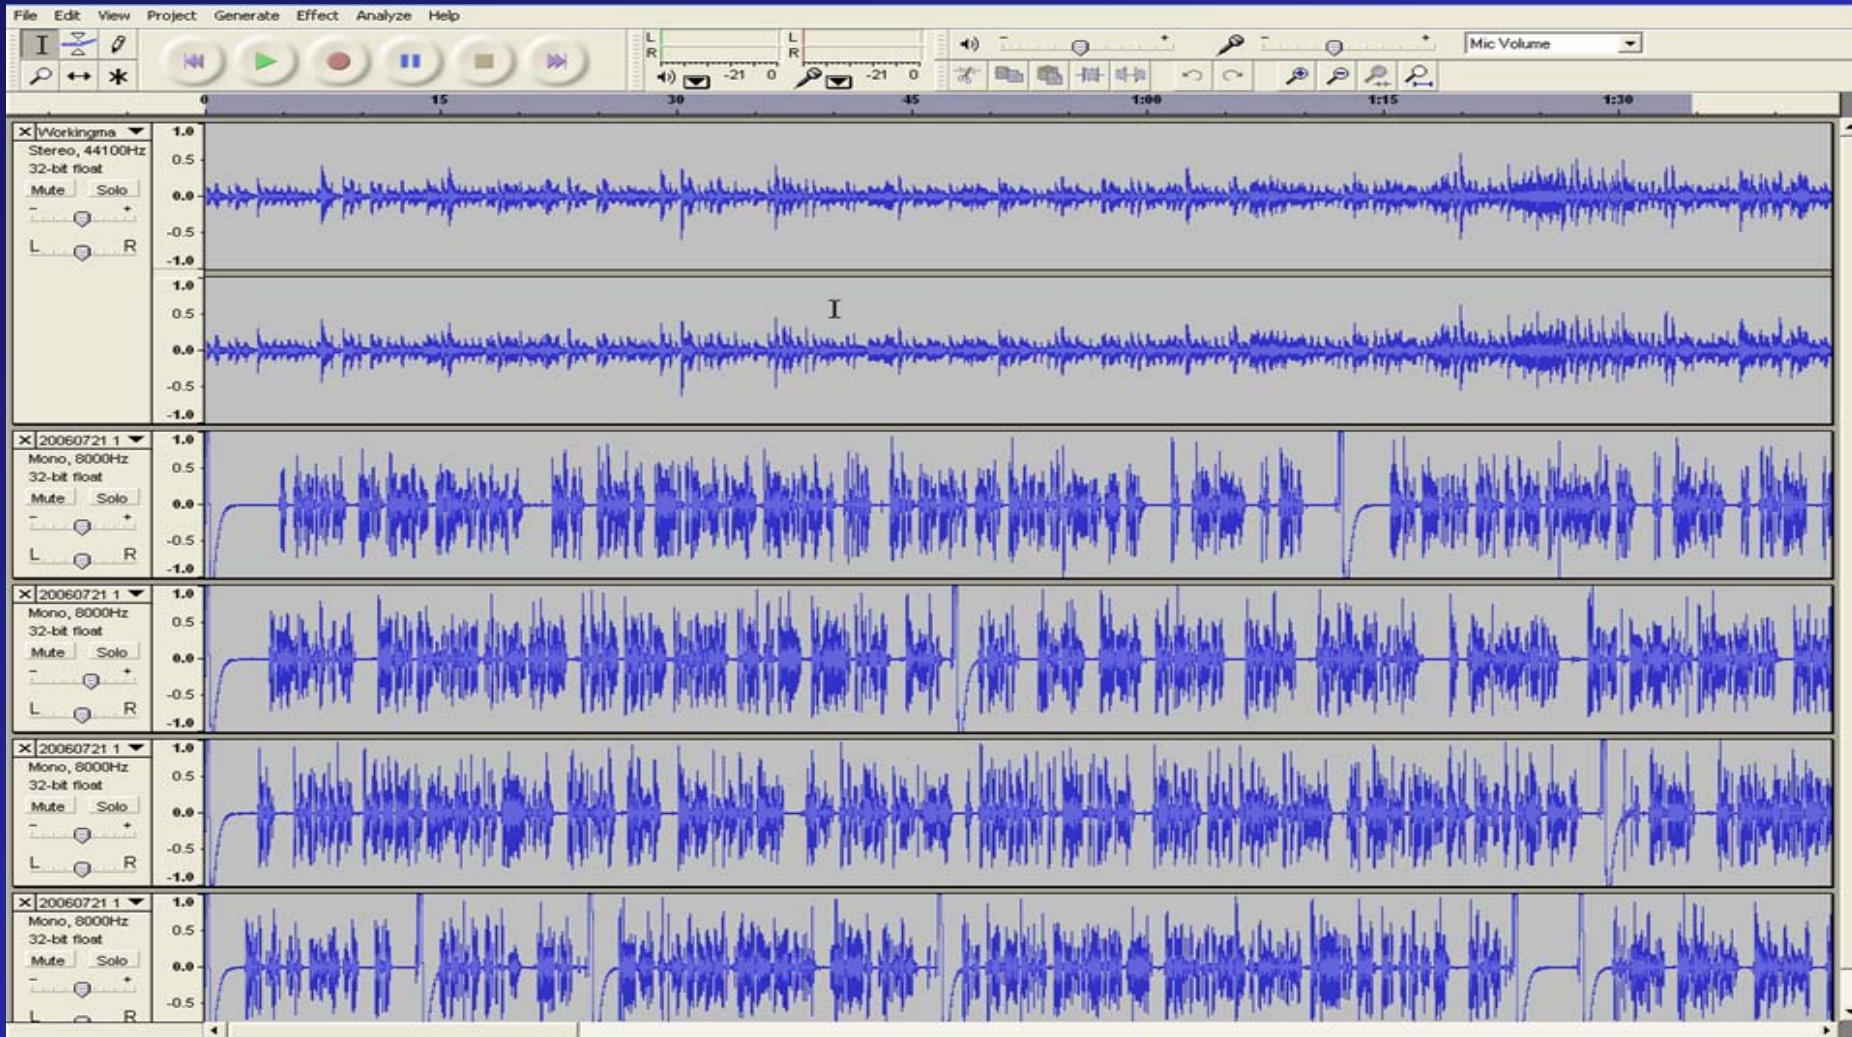 File Edit View Project Generate Effect Analyze Help
L R -21 0 L R -21 0 - + - + Mic Volume
0 15 30 45 1:00 1:15 1:30
Workingma
Stereo, 44100Hz
32-bit float
Mute Solo
- +
L R
1.0
0.5
0.0
-0.5
-1.0
1.0
0.5
0.0
-0.5
-1.0
20060721 1
Mono, 8000Hz
32-bit float
Mute Solo
- +
L R
1.0
0.5
0.0
-0.5
-1.0
20060721 1
Mono, 8000Hz
32-bit float
Mute Solo
- +
L R
1.0
0.5
0.0
-0.5
-1.0
20060721 1
Mono, 8000Hz
32-bit float
Mute Solo
- +
L R
1.0
0.5
0.0
-0.5
-1.0
20060721 1
Mono, 8000Hz
32-bit float
Mute Solo
- +
L R
1.0
0.5
0.0
-0.5